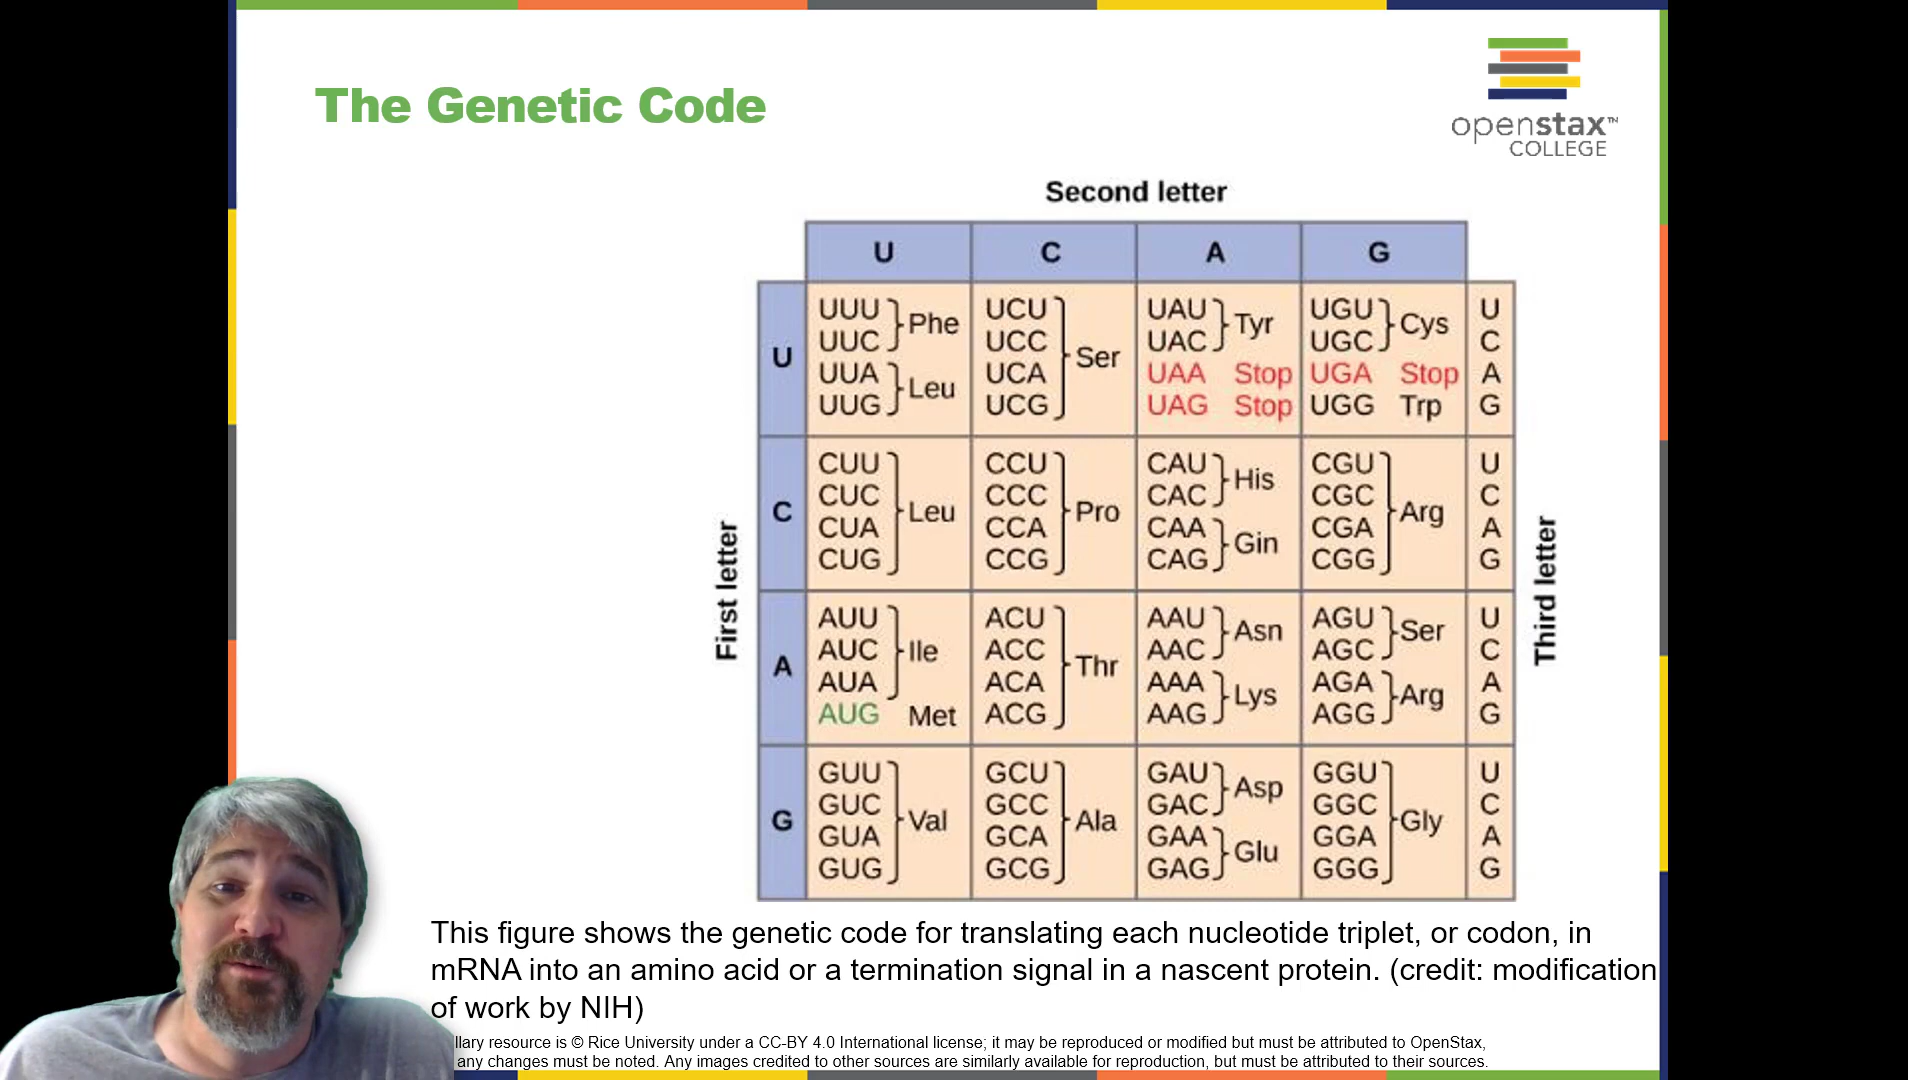 The Genetic Code
openstax™
COLLEGE
Second letter
U C A G
First letter
U
UUU UUC Phe
UUA UUG Leu
UCU UCC UCA UCG Ser
UAU UAC Tyr
UAA Stop
UAG Stop
UGU UGC Cys
UGA Stop
UGG Trp
U C A G
C
CUU CUC CUA CUG Leu
CCU CCC CCA CCG Pro
CAU CAC His
CAA CAG Gin
CGU CGC CGA CGG Arg
U C A G
A
AUU AUC AUA Ile
AUG Met
ACU ACC ACA ACG Thr
AAU AAC Asn
AAA AAG Lys
AGU AGC Ser
AGA AGG Arg
U C A G
G
GUU GUC GUA GUG Val
GCU GCC GCA GCG Ala
GAU GAC Asp
GAA GAG Glu
GGU GGC GGA GGG Gly
U C A G
Third letter
This figure shows the genetic code for translating each nucleotide triplet, or codon, in
mRNA into an amino acid or a termination signal in a nascent protein. (credit: modification
of work by NIH)
llary resource is © Rice University under a CC-BY 4.0 International license; it may be reproduced or modified but must be attributed to OpenStax,
any changes must be noted. Any images credited to other sources are similarly available for reproduction, but must be attributed to their sources.